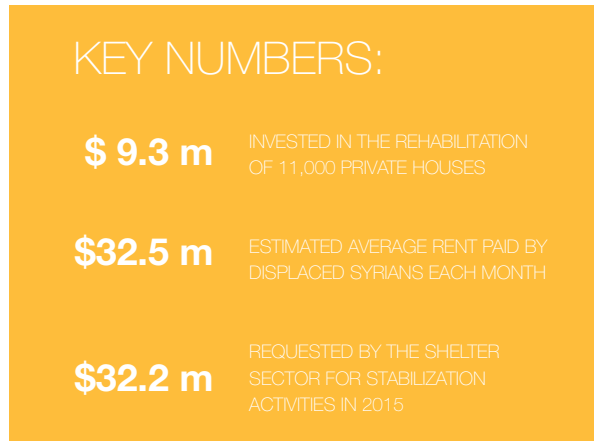 KEY NUMBERS:
$ 9.3 m
INVESTED IN THE REHABILITATION
OF 11,000 PRIVATE HOUSES
$32.5 m
ESTIMATED AVERAGE RENT PAID BY
DISPLACED SYRIANS EACH MONTH
$32.2 m
REQUESTED BY THE SHELTER
SECTOR FOR STABILIZATION
ACTIVITIES IN 2015